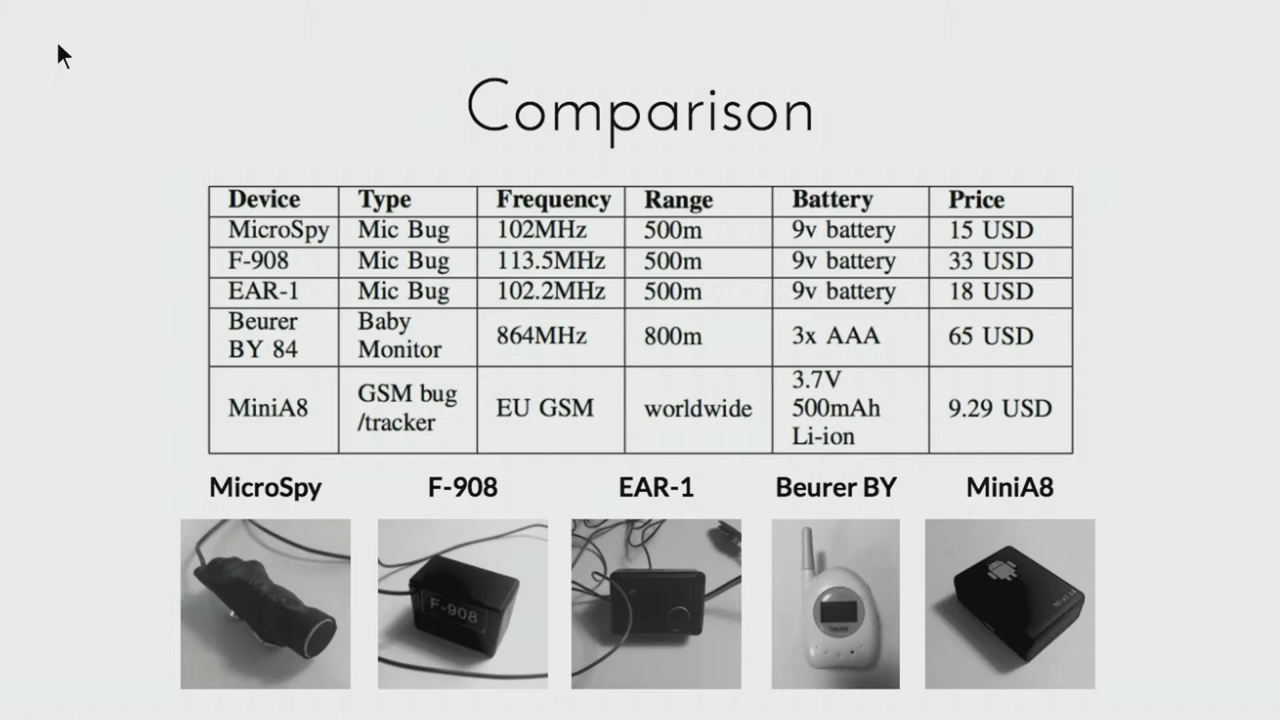 Comparison
Device Type Frequency Range Battery Price
MicroSpy Mic Bug 102MHz 500m 9v battery 15 USD
F-908 Mic Bug 113.5MHz 500m 9v battery 33 USD
EAR-1 Mic Bug 102.2MHz 500m 9v battery 18 USD
Beurer
BY 84
Baby
Monitor
864MHz 800m 3x AAA 65 USD
MiniA8
GSM bug
/tracker
EU GSM worldwide
3.7V
500mAh
Li-ion
9.29 USD
MicroSpy F-908 EAR-1 Beurer BY MiniA8
F-908